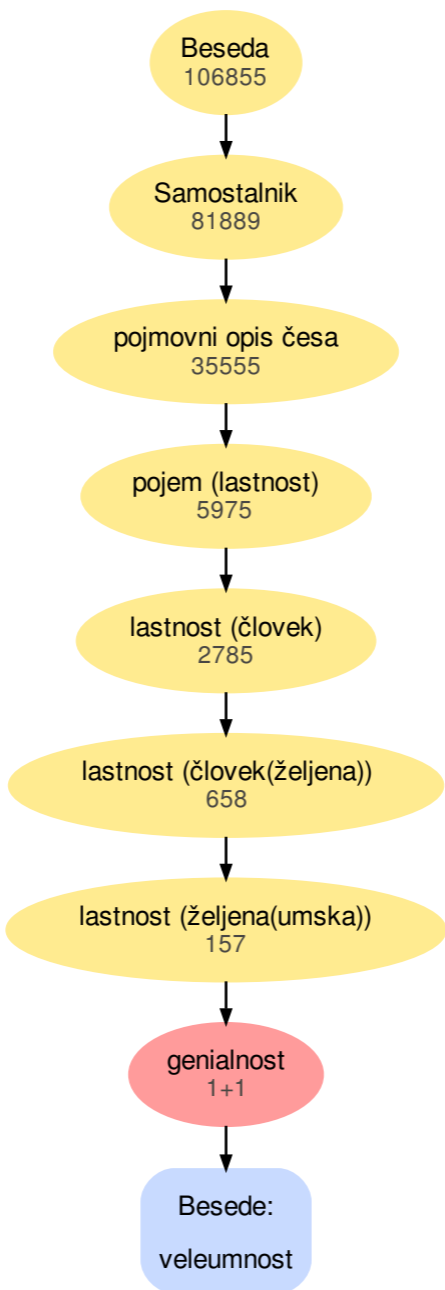 Beseda
106855
Samostalnik
81889
pojmovni opis česa
35555
pojem (lastnost)
5975
lastnost (človek)
2785
lastnost (človek(željena))
658
lastnost (željena(umska))
157
genialnost
1+1
Besede:
veleumnost